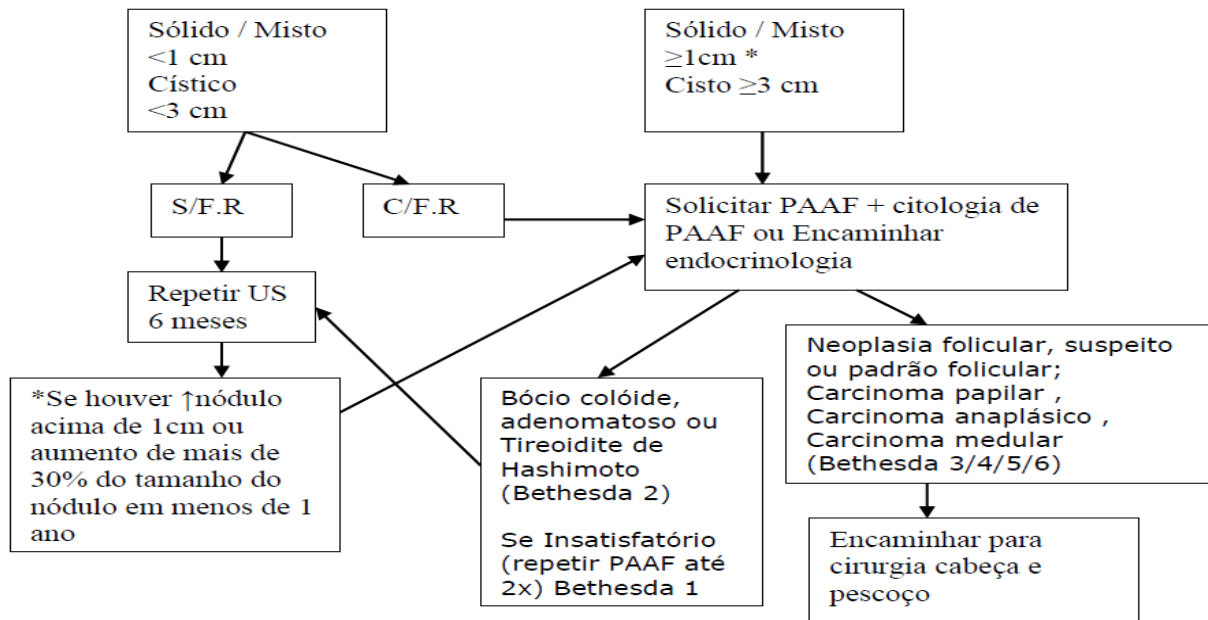 Sólido / Misto
<1 cm
Cístico
<3 cm
Sólido / Misto
≥1cm *
Cisto ≥3 cm
S/F.R
C/F.R
Solicitar PAAF + citologia de
PAAF ou Encaminhar
endocrinologia
Repetir US
6 meses
*Se houver ↑nódulo
acima de 1cm ou
aumento de mais de
30% do tamanho do
nódulo em menos de 1
ano
Bócio colóide,
adenomatoso ou
Tireoidite de
Hashimoto
(Bethesda 2)
Se Insatisfatório
(repetir PAAF até
2x) Bethesda 1
Neoplasia folicular, suspeito
ou padrão folicular;
Carcinoma papilar ,
Carcinoma anaplásico ,
Carcinoma medular
(Bethesda 3/4/5/6)
Encaminhar para
cirurgia cabeça e
pescoço